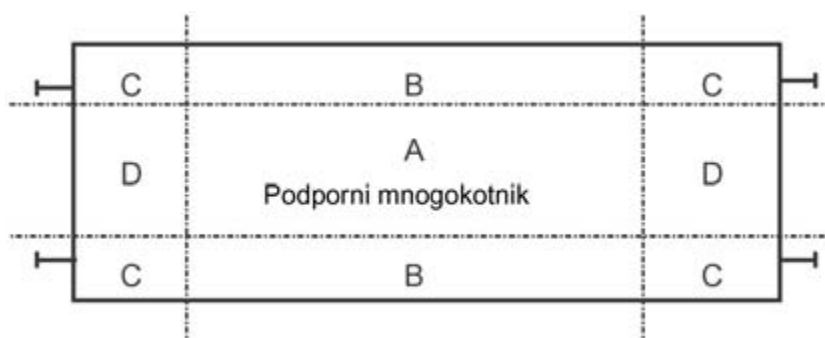 C B C
A
D D
Podporni mnogokotnik
C B C